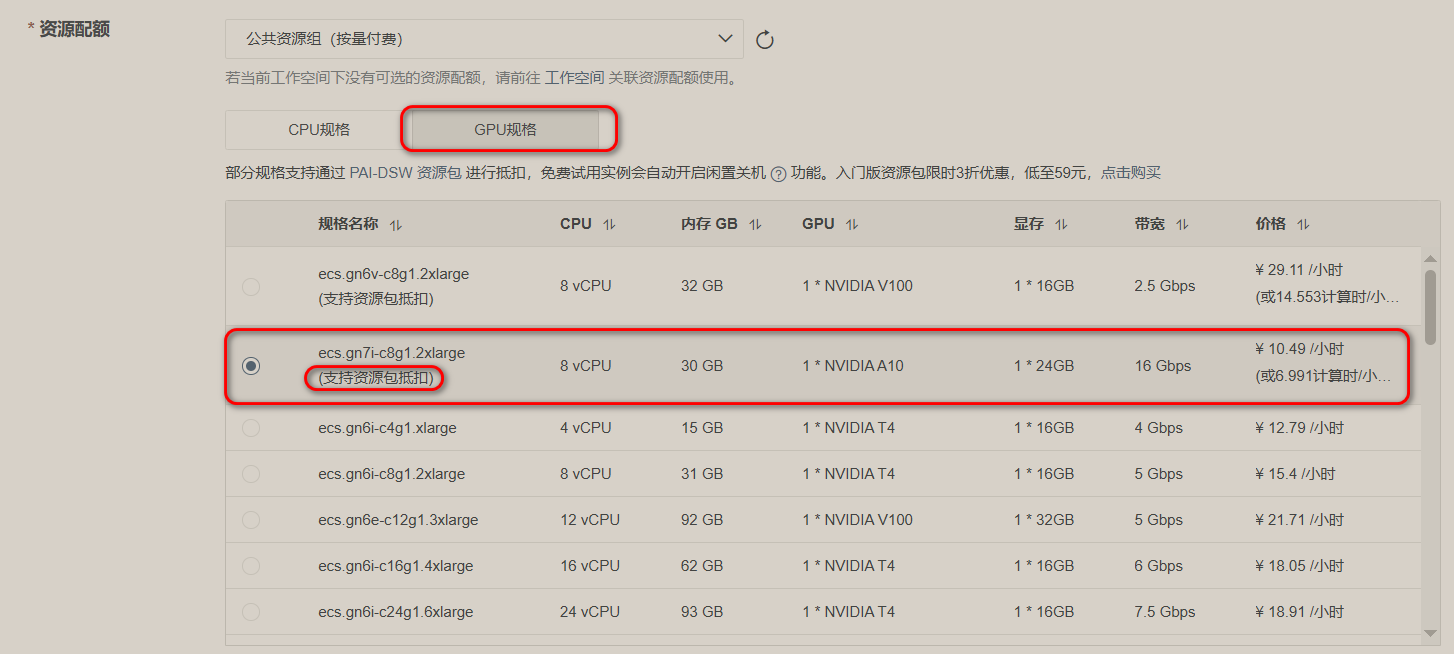 * 资源配额
公共资源组（按量付费）
若当前工作空间下没有可选的资源配额，请前往 工作空间 关联资源配额使用。
CPU规格 GPU规格
部分规格支持通过 PAI-DSW 资源包 进行抵扣，免费试用实例会自动开启闲置关机 ? 功能。入门版资源包限时3折优惠，低至59元，点击购买
规格名称 CPU 内存 GB GPU 显存 带宽 价格
ecs.gn6v-c8g1.2xlarge 8 vCPU 32 GB 1 * NVIDIA V100 1 * 16GB 2.5 Gbps ¥ 29.11 /小时
(支持资源包抵扣) (或14.553计算时/小...
ecs.gn7i-c8g1.2xlarge 8 vCPU 30 GB 1 * NVIDIA A10 1 * 24GB 16 Gbps ¥ 10.49 /小时
(支持资源包抵扣) (或6.991计算时/小...
ecs.gn6i-c4g1.xlarge 4 vCPU 15 GB 1 * NVIDIA T4 1 * 16GB 4 Gbps ¥ 12.79 /小时
ecs.gn6i-c8g1.2xlarge 8 vCPU 31 GB 1 * NVIDIA T4 1 * 16GB 5 Gbps ¥ 15.4 /小时
ecs.gn6e-c12g1.3xlarge 12 vCPU 92 GB 1 * NVIDIA V100 1 * 32GB 5 Gbps ¥ 21.71 /小时
ecs.gn6i-c16g1.4xlarge 16 vCPU 62 GB 1 * NVIDIA T4 1 * 16GB 6 Gbps ¥ 18.05 /小时
ecs.gn6i-c24g1.6xlarge 24 vCPU 93 GB 1 * NVIDIA T4 1 * 16GB 7.5 Gbps ¥ 18.91 /小时